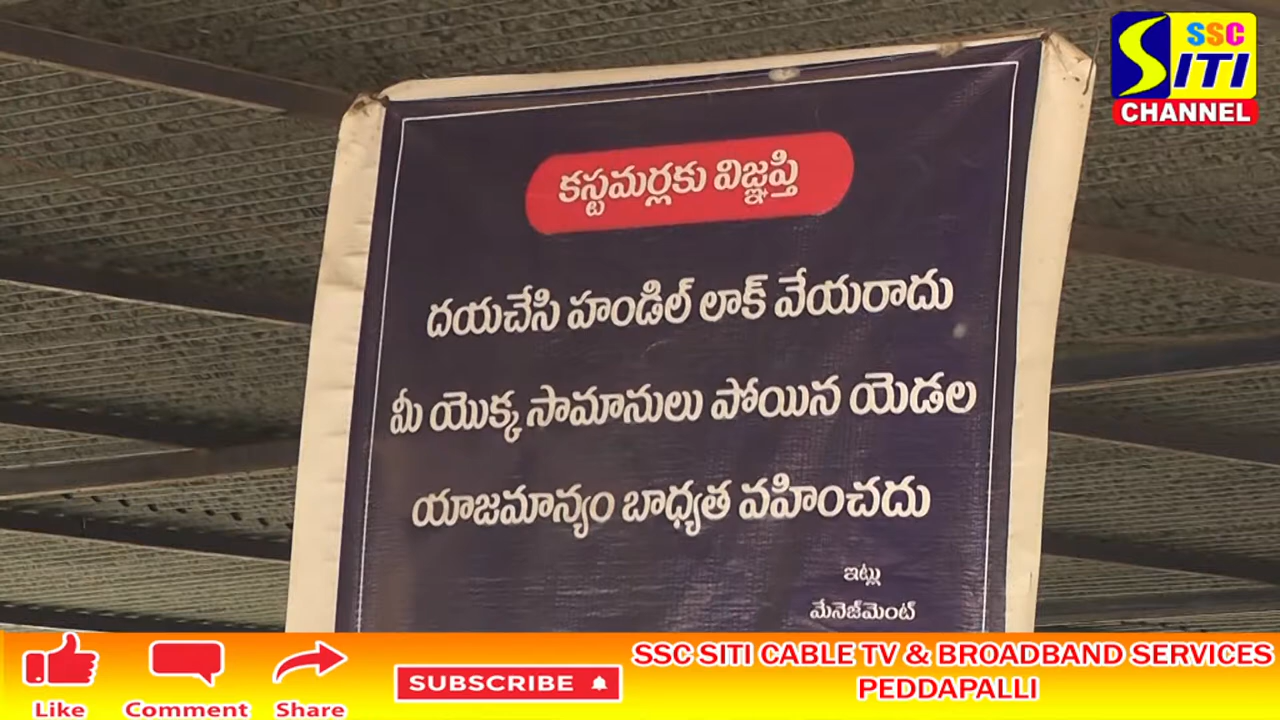 SSC
SITI
CHANNEL
కస్టమర్లకు విజ్ఞప్తి
దయచేసి హండిల్ లాక్ వేయరాదు
మీ యొక్క సామానులు పోయిన యెడల
యాజమాన్యం బాధ్యత వహించదు
ఇట్లు
మేనెజ్‌మెంట్
Like
Comment
Share
SUBSCRIBE
SSC SITI CABLE TV & BROADBAND SERVICES
PEDDAPALLI